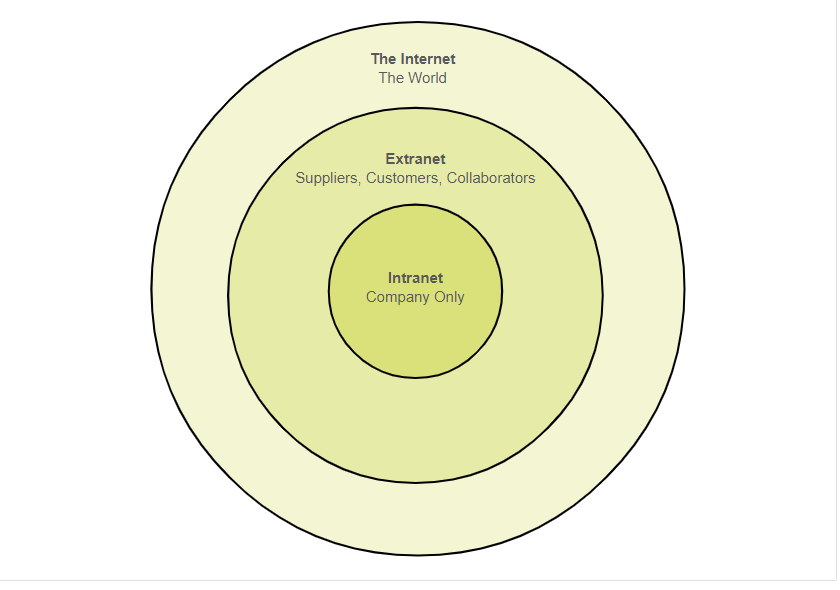 The Internet
The World
Extranet
Suppliers, Customers, Collaborators
Intranet
Company Only